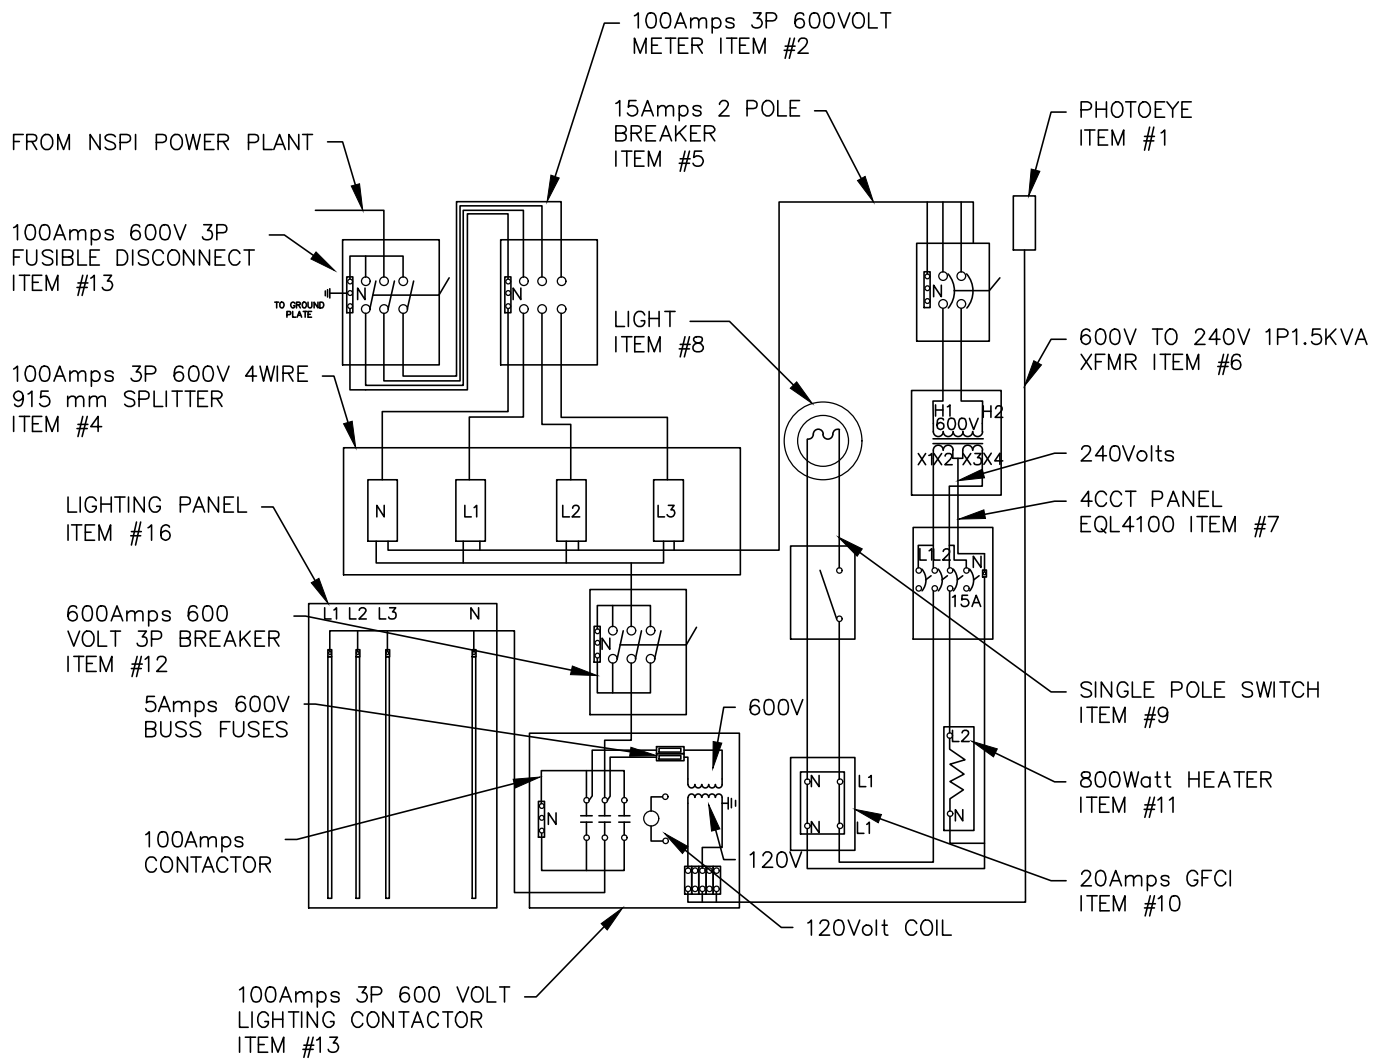 100Amps 3P 600VOLT
METER ITEM #2
15Amps 2 POLE
BREAKER
ITEM #5
PHOTOEYE
ITEM #1
FROM NSPI POWER PLANT
100Amps 600V 3P
FUSIBLE DISCONNECT
ITEM #13
TO GROUND
PLATE
N
N
N
LIGHT
ITEM #8
600V TO 240V 1P1.5KVA
XFMR ITEM #6
100Amps 3P 600V 4WIRE
915 mm SPLITTER
ITEM #4
H1
H2
600V
X1X2 X3X4
240Volts
4CCT PANEL
EQL4100 ITEM #7
LIGHTING PANEL
ITEM #16
N
L1
L2
L3
L1L2 N
15A
L1 L2 L3 N
600Amps 600
VOLT 3P BREAKER
ITEM #12
N
5Amps 600V
BUSS FUSES
600V
SINGLE POLE SWITCH
ITEM #9
L2
N
800Watt HEATER
ITEM #11
N L1
N L1
N
100Amps
CONTACTOR
120V
20Amps GFCI
ITEM #10
120Volt COIL
100Amps 3P 600 VOLT
LIGHTING CONTACTOR
ITEM #13